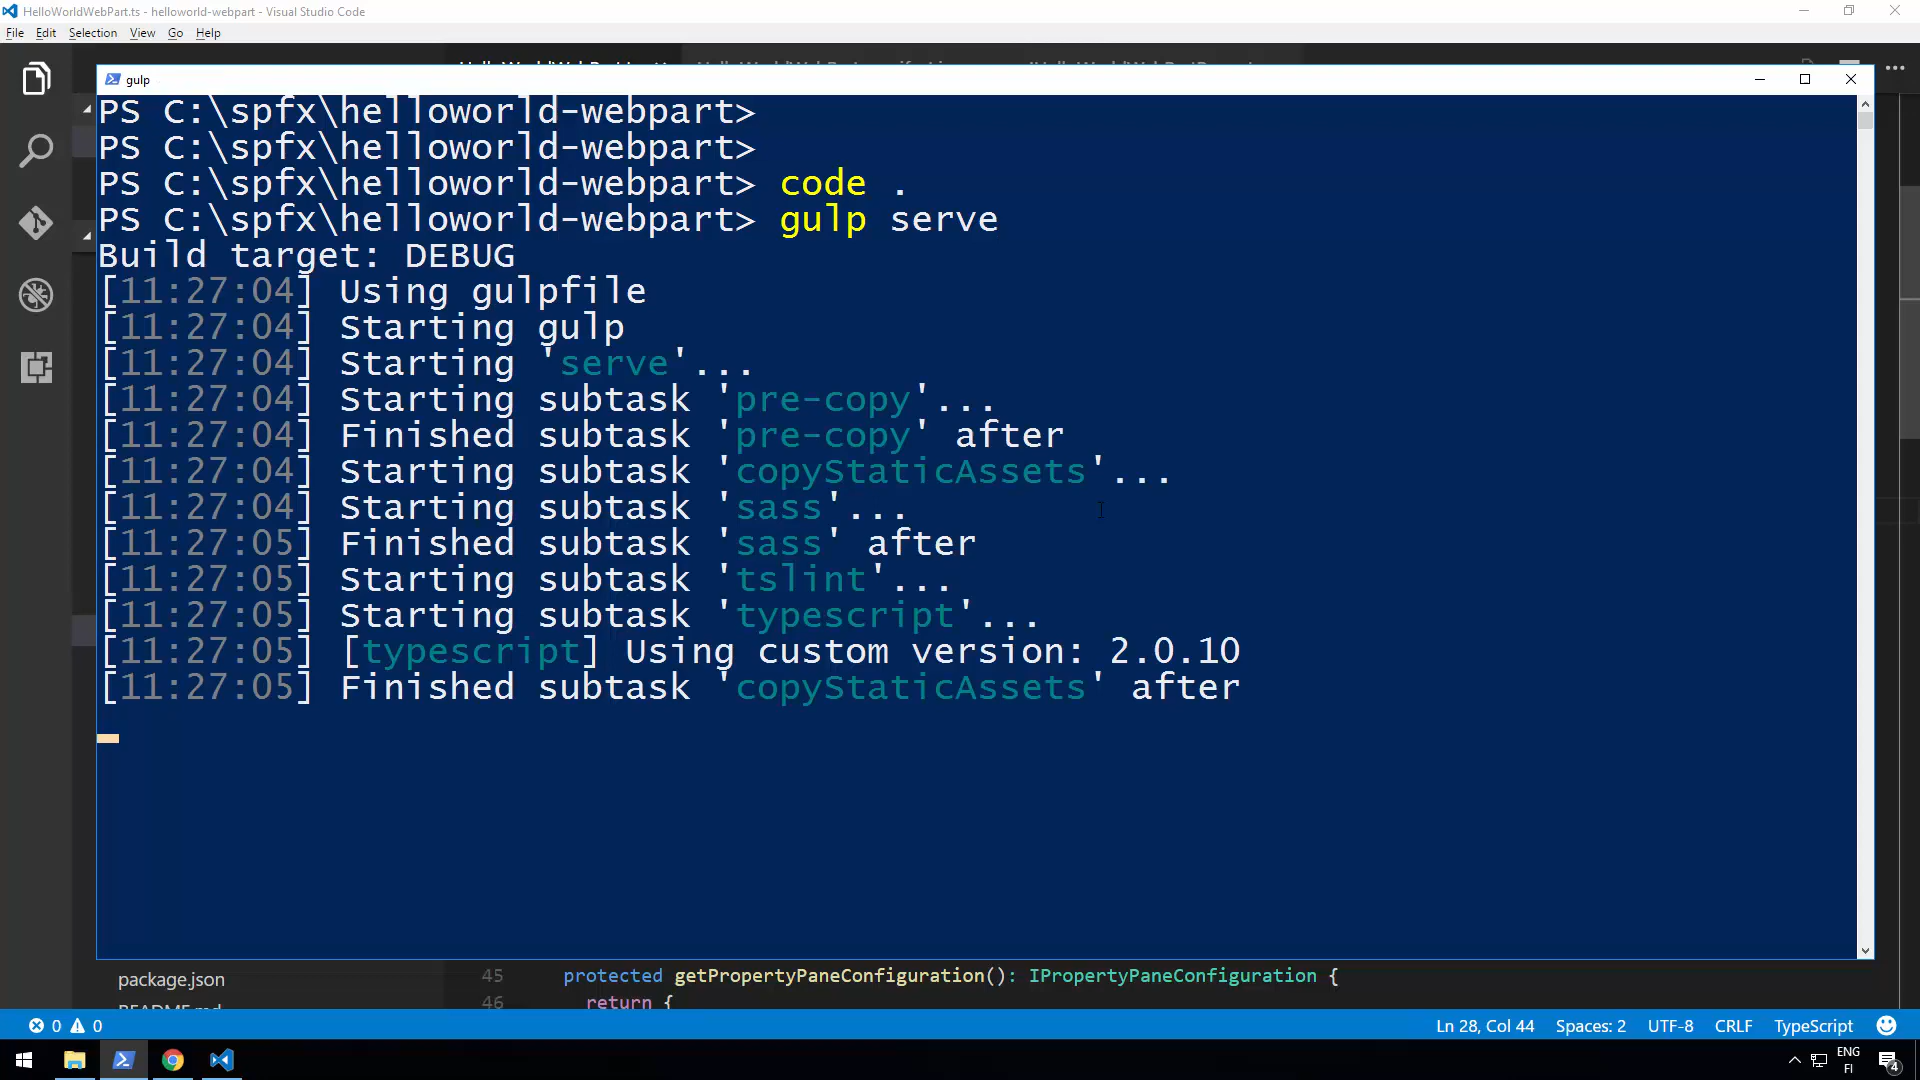 HelloWorldWebPart.ts - helloworld-webpart - Visual Studio Code
File Edit Selection View Go Help
gulp
PS C:\spfx\helloworld-webpart>
PS C:\spfx\helloworld-webpart>
PS C:\spfx\helloworld-webpart> code .
PS C:\spfx\helloworld-webpart> gulp serve
Build target: DEBUG
[11:27:04] Using gulpfile
[11:27:04] Starting gulp
[11:27:04] Starting 'serve'...
[11:27:04] Starting subtask 'pre-copy'...
[11:27:04] Finished subtask 'pre-copy' after
[11:27:04] Starting subtask 'copyStaticAssets'...
[11:27:04] Starting subtask 'sass'...
[11:27:05] Finished subtask 'sass' after
[11:27:05] Starting subtask 'tslint'...
[11:27:05] Starting subtask 'typescript'...
[11:27:05] [typescript] Using custom version: 2.0.10
[11:27:05] Finished subtask 'copyStaticAssets' after
package.json
README.md
45 protected getPropertyPaneConfiguration(): IPropertyPaneConfiguration {
46 return {
0 0
Ln 28, Col 44 Spaces: 2 UTF-8 CRLF TypeScript
ENG
FI
4